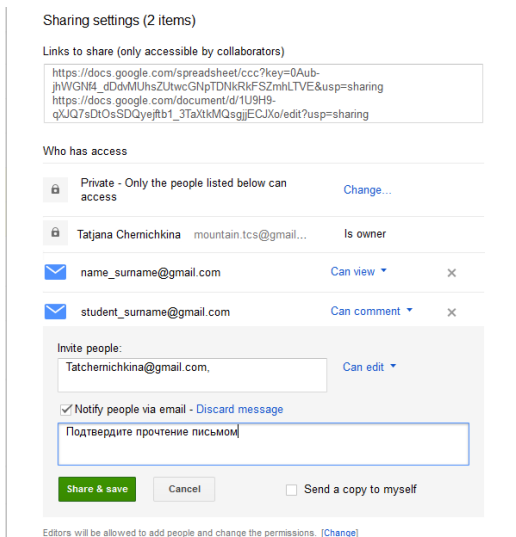 Sharing settings (2 items)
Links to share (only accessible by collaborators)
https://docs.google.com/spreadsheet/ccc?key=0Aub-
jhWGNf4_dDdvMUhsZUtwcGNpTDNkRkFSZmhLTVE&usp=sharing
https://docs.google.com/document/d/1U9H9-
qXJQ7sDtOsSDQyejftb1_3TaXtkMQsgjjECJXo/edit?usp=sharing
Who has access
Private - Only the people listed below can
access
Change...
Tatjana Chernichkina mountain.tcs@gmail... Is owner
name_surname@gmail.com Can view
student_surname@gmail.com Can comment
Invite people:
Tatchernichkina@gmail.com, Can edit
Notify people via email - Discard message
Подтвердите прочтение письмом
Share & save Cancel Send a copy to myself
Editors will be allowed to add people and change the permissions. [Change]